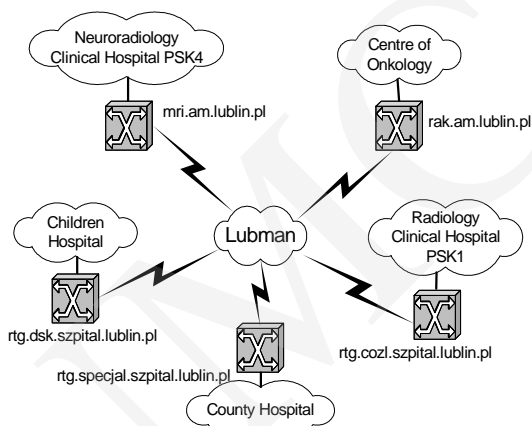 Neuroradiology
Clinical Hospital PSK4
Centre of
Onkology
mri.am.lublin.pl
rak.am.lublin.pl
Children
Hospital
Lubman
Radiology
Clinical Hospital
PSK1
rtg.dsk.szpital.lublin.pl
rtg.cozl.szpital.lublin.pl
rtg.specjal.szpital.lublin.pl
County Hospital